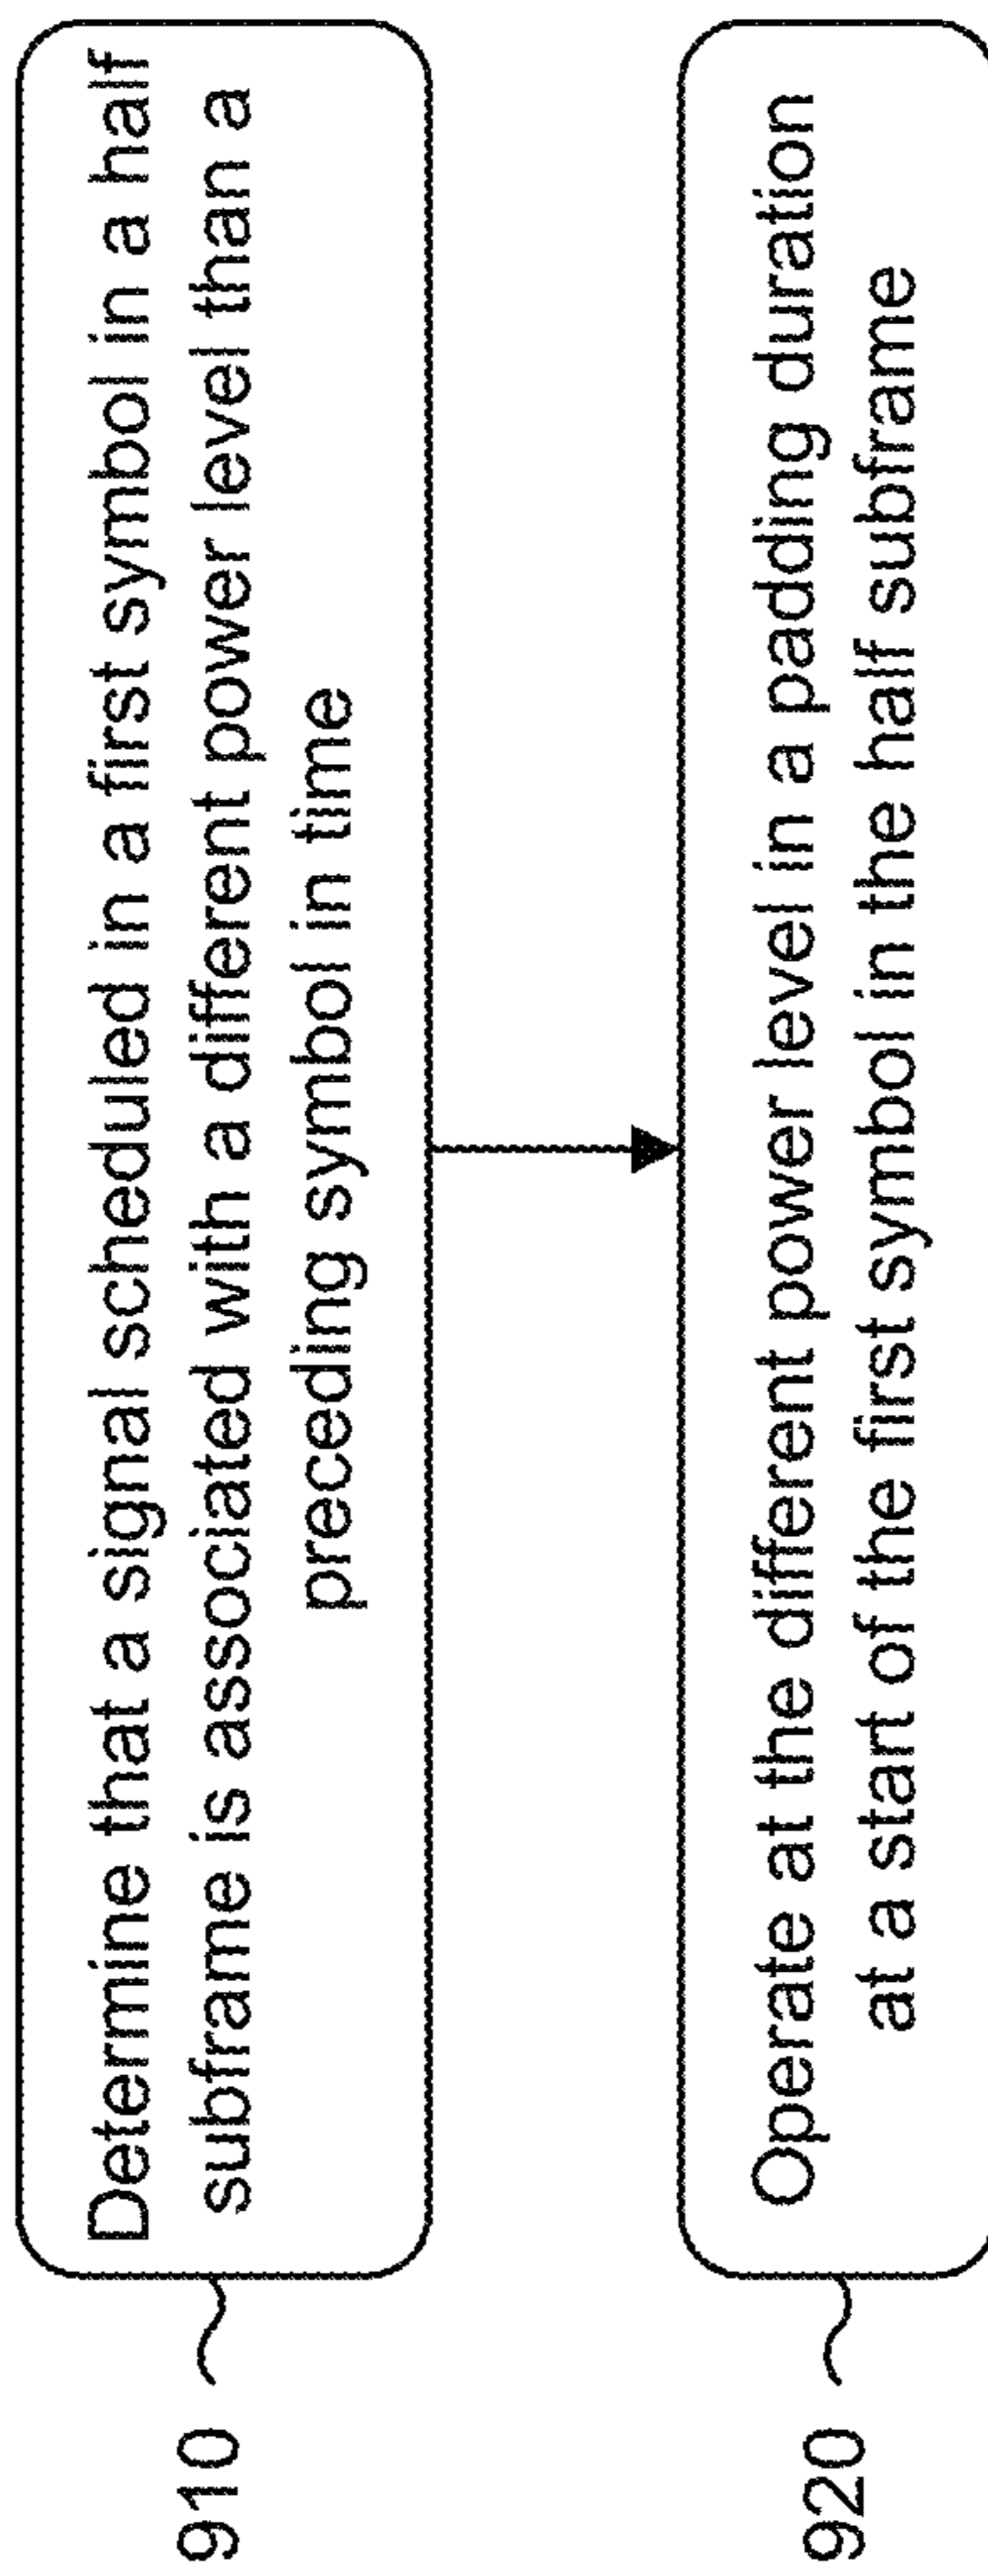 910
Determine that a signal scheduled in a first symbol in a half
subframe is associated with a different power level than a
preceding symbol in time
920
Operate at the different power level in a padding duration
at a start of the first symbol in the half subframe